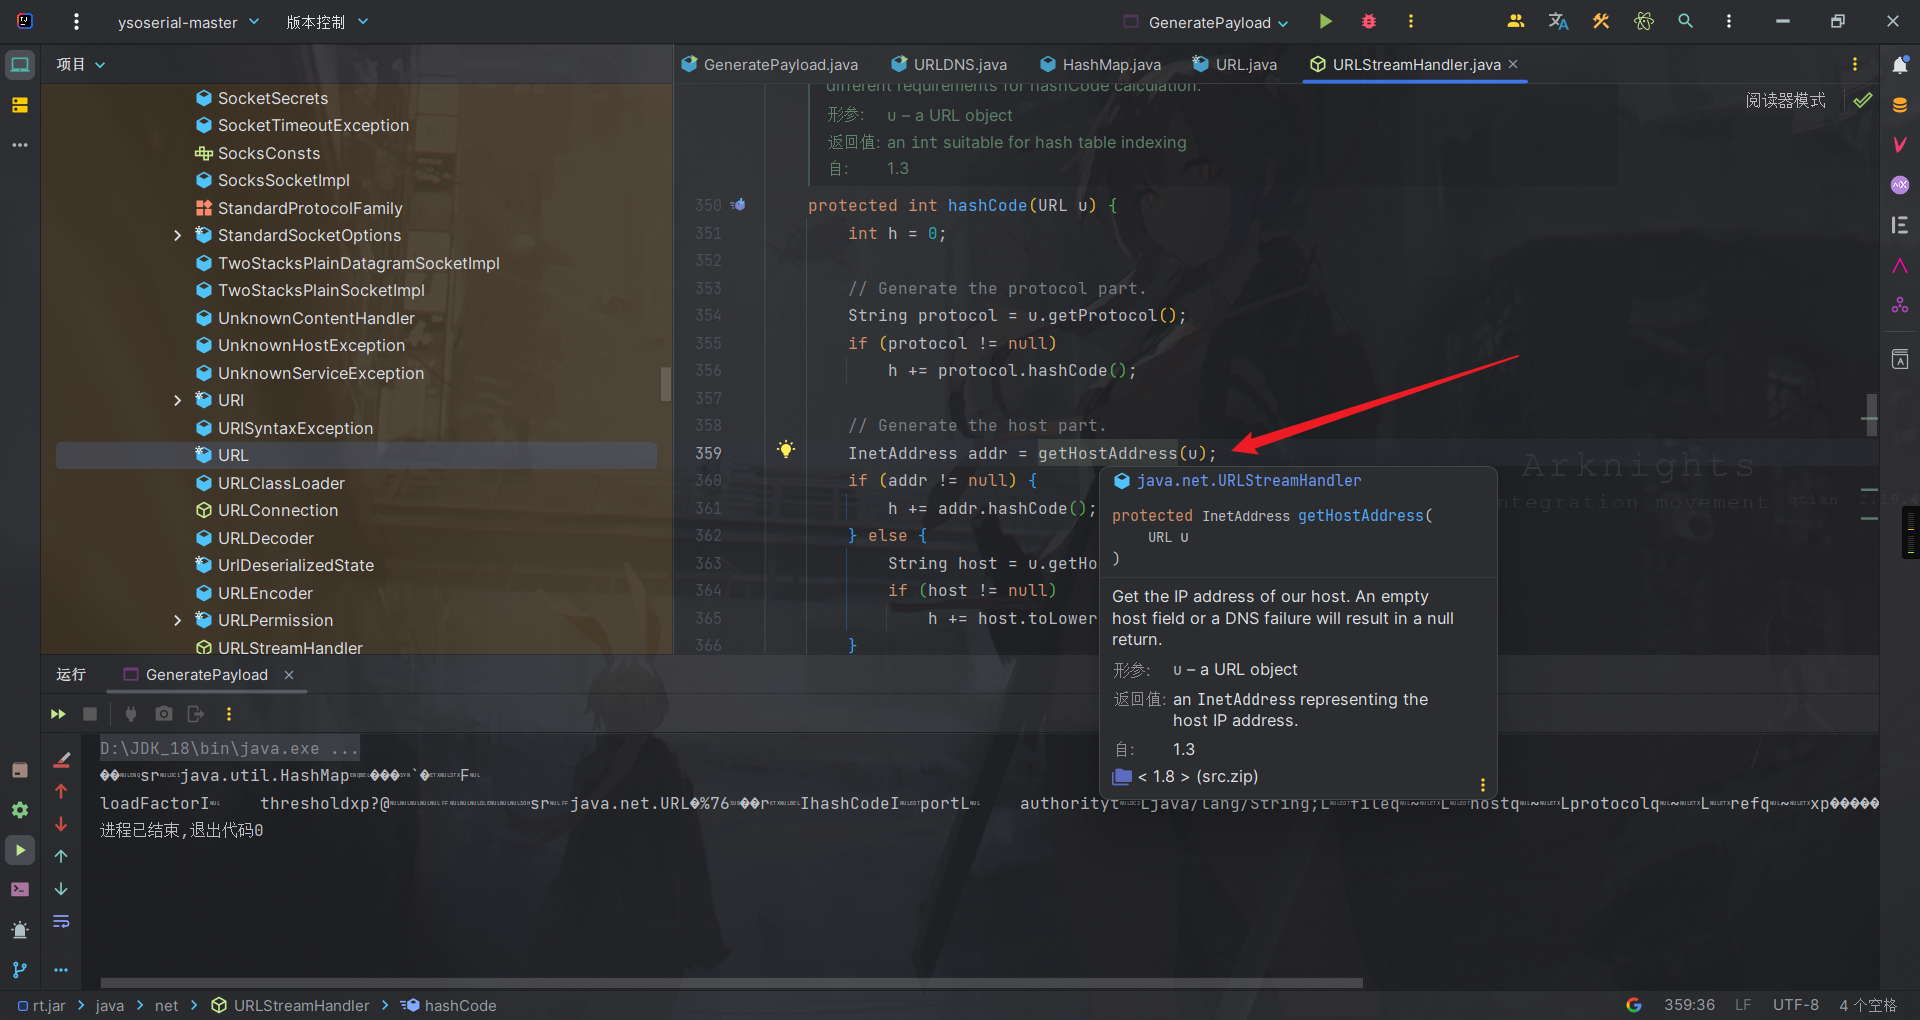 ysoserial-master
版本控制
GeneratePayload
项目
GeneratePayload.java
URLDNS.java
HashMap.java
URL.java
URLStreamHandler.java
阅读器模式
SocketSecrets
SocketTimeoutException
SocksConsts
SocksSocketImpl
StandardProtocolFamily
StandardSocketOptions
TwoStacksPlainDatagramSocketImpl
TwoStacksPlainSocketImpl
UnknownContentHandler
UnknownHostException
UnknownServiceException
URI
URISyntaxException
URL
URLClassLoader
URLConnection
URLDecoder
UrlDeserializedState
URLEncoder
URLPermission
URLStreamHandler
different requirements for hashCode calculation.
形参: u – a URL object
返回值: an int suitable for hash table indexing
自: 1.3
350 protected int hashCode(URL u) {
351 int h = 0;
352
353 // Generate the protocol part.
354 String protocol = u.getProtocol();
355 if (protocol != null)
356 h += protocol.hashCode();
357
358 // Generate the host part.
359 InetAddress addr = getHostAddress(u);
360 if (addr != null) {
361 h += addr.hashCode();
362 } else {
363 String host = u.getHo
364 if (host != null)
365 h += host.toLower
366 }
java.net.URLStreamHandler
protected InetAddress getHostAddress(
URL u
)
Get the IP address of our host. An empty
host field or a DNS failure will result in a null
return.
形参: u – a URL object
返回值: an InetAddress representing the
host IP address.
自: 1.3
< 1.8 > (src.zip)
Arknights
ntegration movement
运行
GeneratePayload
D:\JDK_18\bin\java.exe ...
��sr java.util.HashMap ���`� F
loadFactorI thresholdxp?@ sr java.net.URL�%76 ��r IhashCodeI portL authorityt Ljava/lang/String;L fileq ~ L hostq ~ L protocolq ~ L refq ~ xp�����
进程已结束,退出代码0
rt.jar
java
net
URLStreamHandler
hashCode
359:36
LF
UTF-8
4 个空格